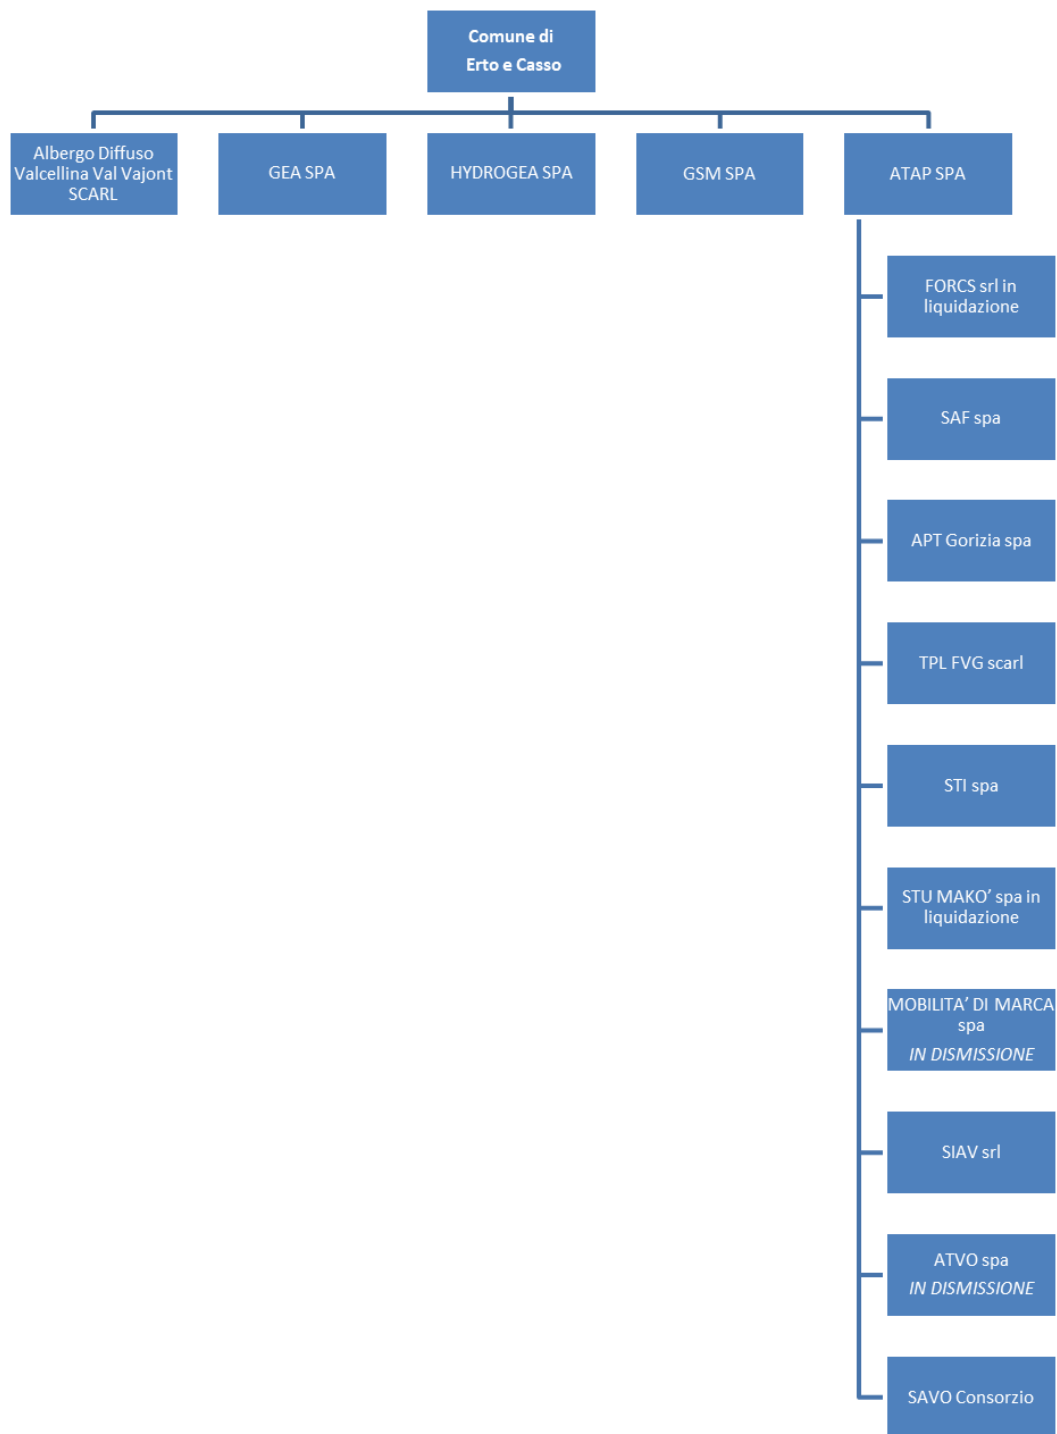 Comune di
Erto e Casso
Albergo Diffuso
Valcellina Val Vajont
SCARL
GEA SPA
HYDROGEA SPA
GSM SPA
ATAP SPA
FORCS srl in
liquidazione
SAF spa
APT Gorizia spa
TPL FVG scarl
STI spa
STU MAKO’ spa in
liquidazione
MOBILITA’ DI MARCA
spa
IN DISMISSIONE
SIAV srl
ATVO spa
IN DISMISSIONE
SAVO Consorzio